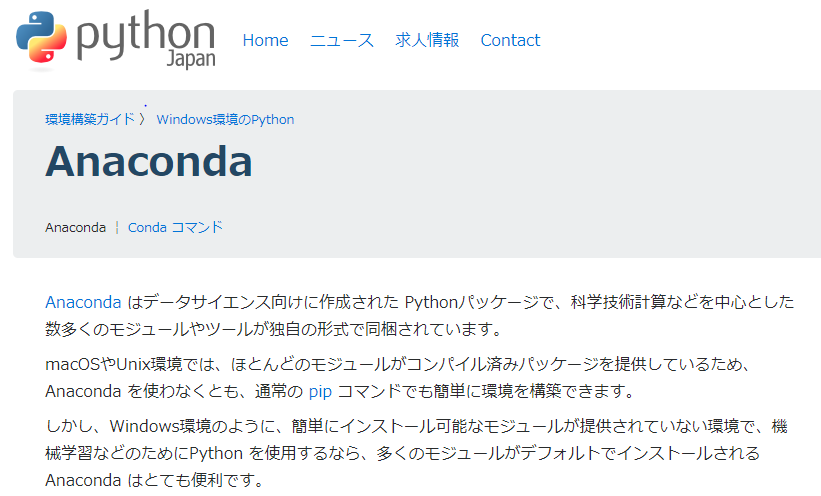 python
Japan
Home ニュース 求人情報 Contact
環境構築ガイド 〉 Windows環境のPython
Anaconda
Anaconda | Conda コマンド
Anaconda はデータサイエンス向けに作成された Pythonパッケージで、科学技術計算などを中心とした
数多くのモジュールやツールが独自の形式で同梱されています。
macOSやUnix環境では、ほとんどのモジュールがコンパイル済みパッケージを提供しているため、
Anaconda を使わなくとも、通常の pip コマンドでも簡単に環境を構築できます。
しかし、Windows環境のように、簡単にインストール可能なモジュールが提供されていない環境で、機
械学習などのためにPython を使用するなら、多くのモジュールがデフォルトでインストールされる
Anaconda はとても便利です。